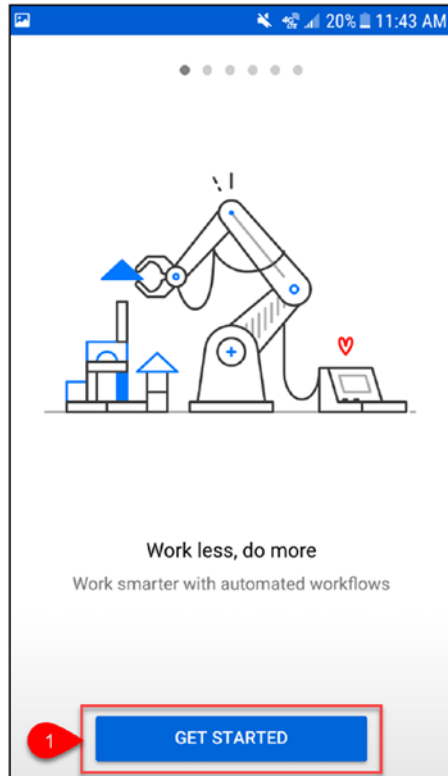 20% 11:43 AM
Work less, do more
Work smarter with automated workflows
1
GET STARTED